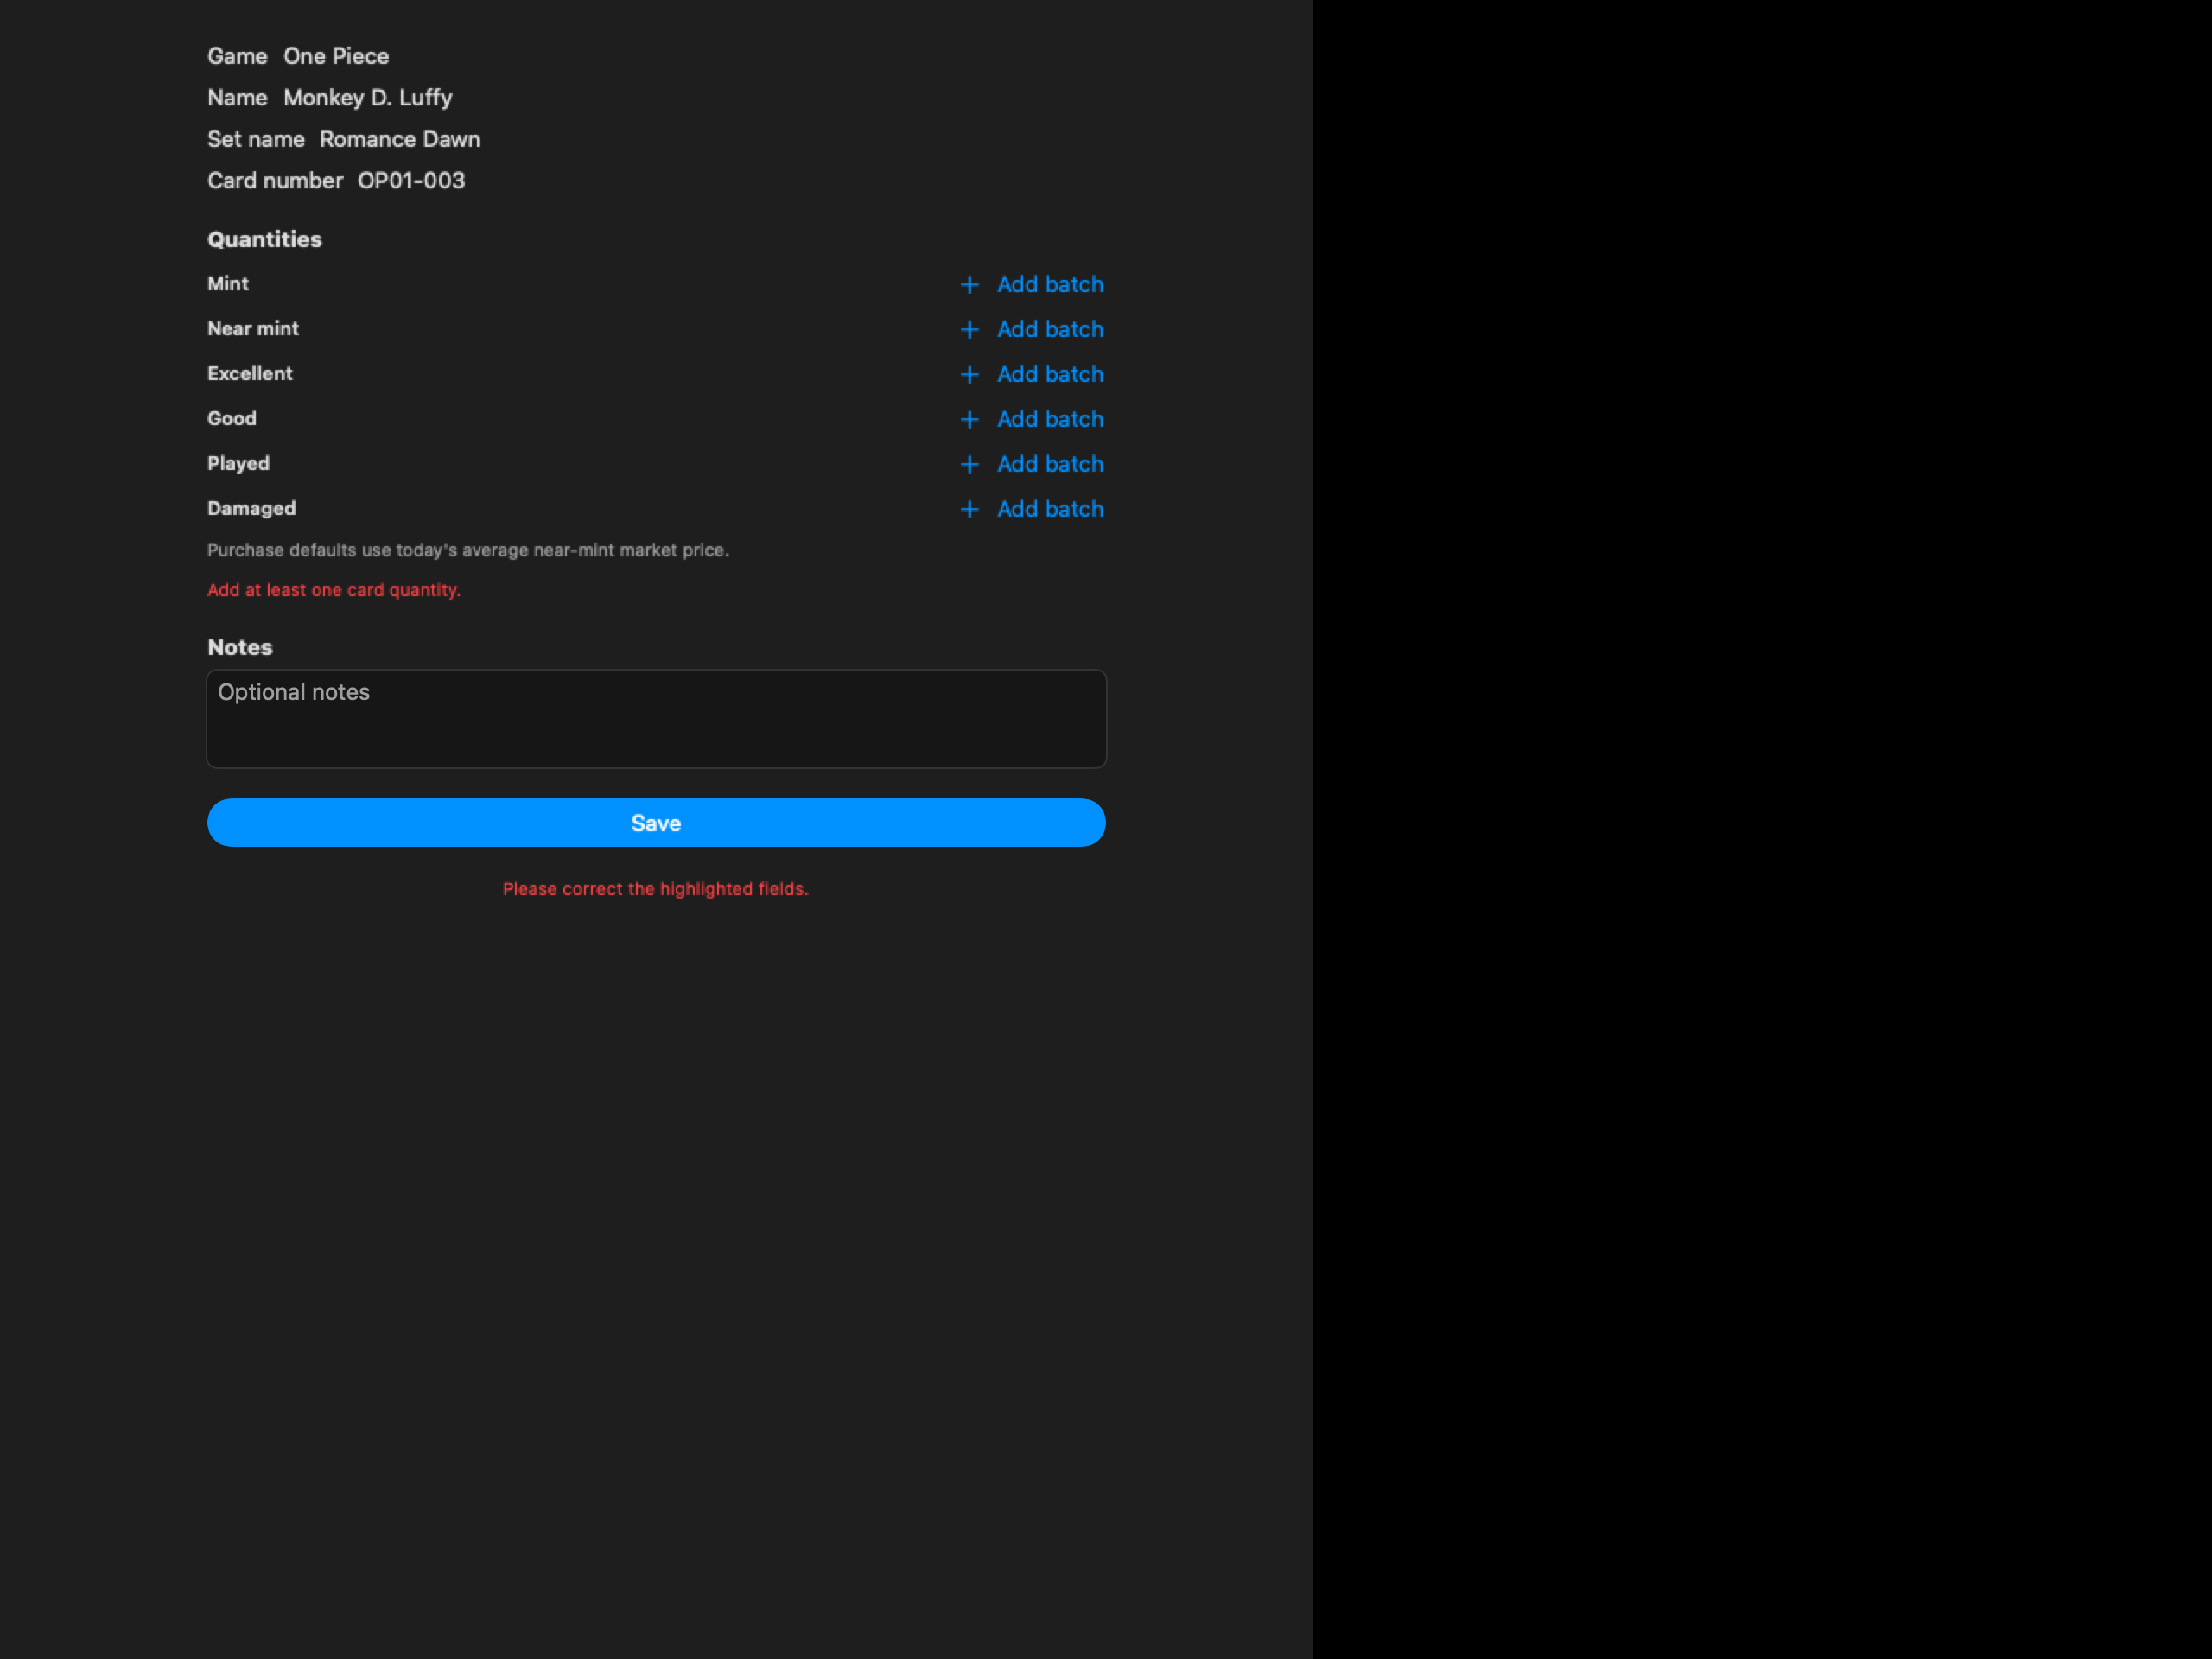 Game One Piece
Name Monkey D. Luffy
Set name Romance Dawn
Card number OP01-003
Quantities
Mint + Add batch
Near mint + Add batch
Excellent + Add batch
Good + Add batch
Played + Add batch
Damaged + Add batch
Purchase defaults use today's average near-mint market price.
Add at least one card quantity.
Notes
Optional notes
Save
Please correct the highlighted fields.